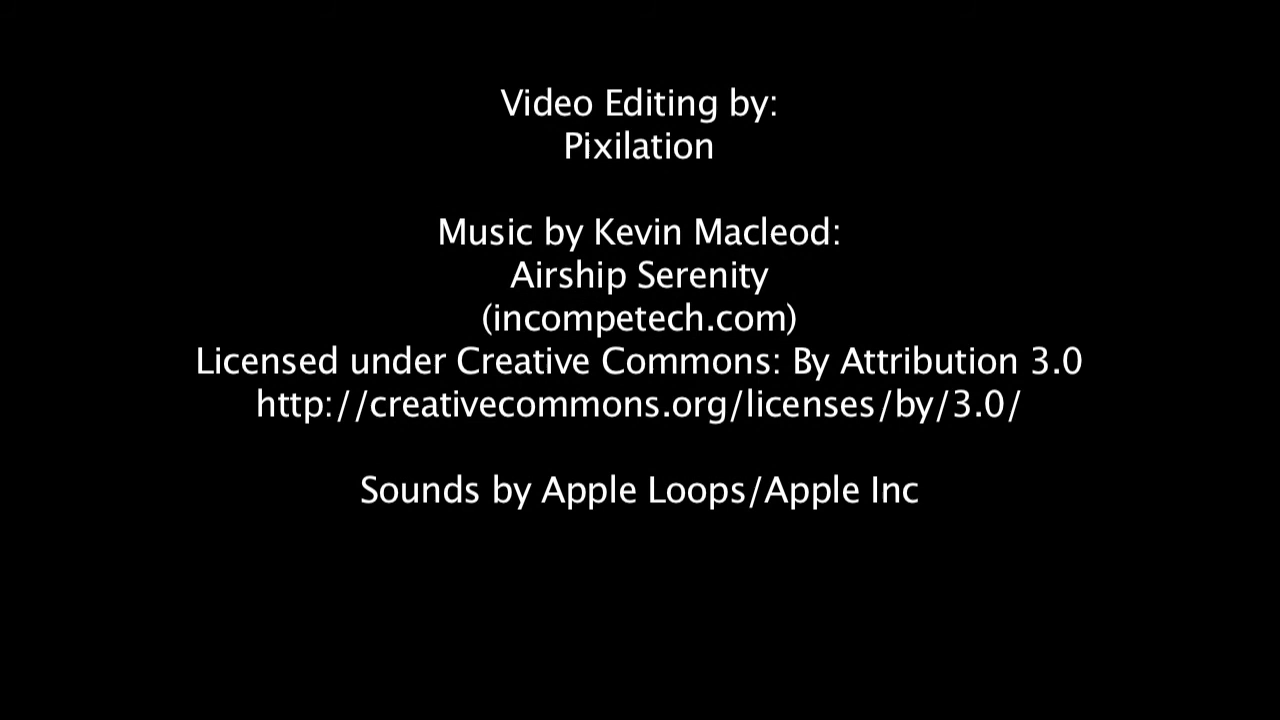 Video Editing by:
Pixilation
Music by Kevin Macleod:
Airship Serenity
(incompetech.com)
Licensed under Creative Commons: By Attribution 3.0
http://creativecommons.org/licenses/by/3.0/
Sounds by Apple Loops/Apple Inc